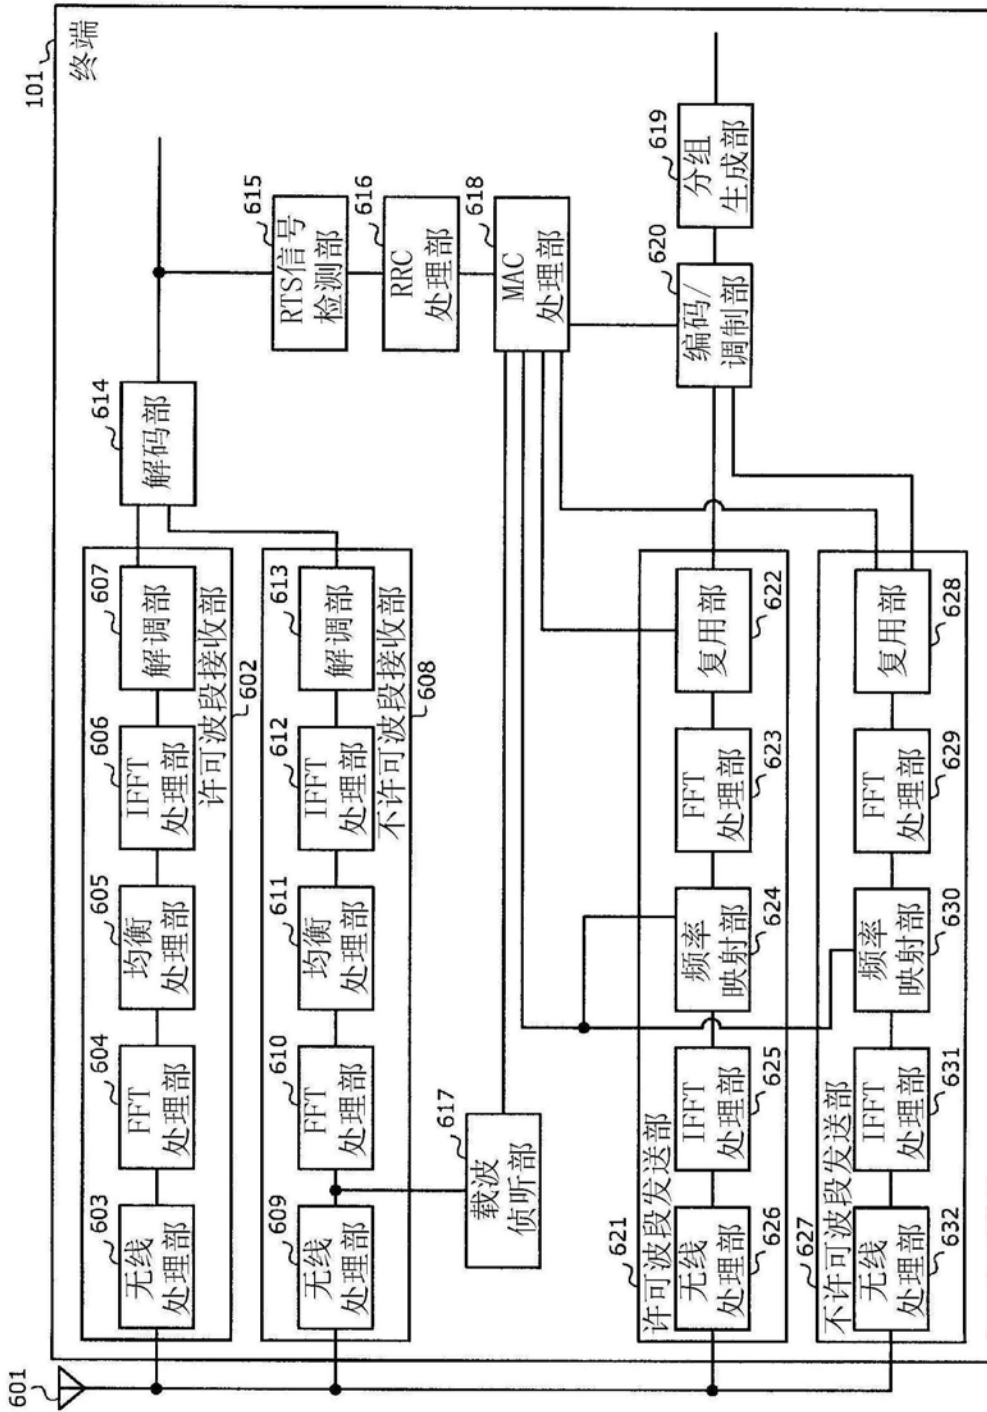 101
终端
601
603
无线
处理部
604
FFT
处理部
605
均衡
处理部
606
IFFT
处理部
607
解调部
许可波段接收部
602
614
解码部
609
无线
处理部
610
FFT
处理部
611
均衡
处理部
612
IFFT
处理部
613
解调部
不许可波段接收部
608
615
RTS信号
检测部
616
RRC
处理部
617
载波
侦听部
618
MAC
处理部
621
许可波段发送部
无线
处理部
626
IFFT
处理部
625
频率
映射部
624
FFT
处理部
623
复用部
622
620
编码/
调制部
619
分组
生成部
627
不许可波段发送部
无线
处理部
632
IFFT
处理部
631
频率
映射部
630
FFT
处理部
629
复用部
628